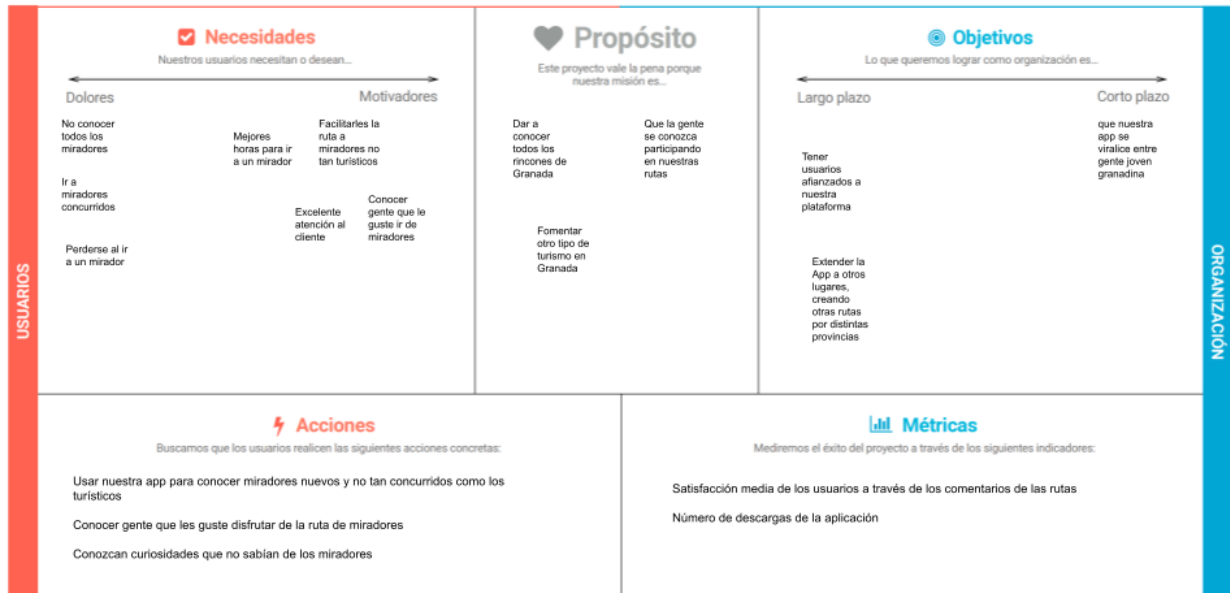 Necesidades
Nuestros usuarios necesitan o desean...
Dolores
Motivadores
No conocer
todos los
miradores
Ir a
miradores
concurridos
Perderse al ir
a un mirador
Mejores
horas para ir
a un mirador
Facilitarles la
ruta a
miradores no
tan turísticos
Excelente
atención al
cliente
Conocer
gente que le
guste ir de
miradores
Propósito
Este proyecto vale la pena porque
nuestra misión es...
Dar a
conocer
todos los
rincones de
Granada
Que la gente
se conozca
participando
en nuestras
rutas
Fomentar
otro tipo de
turismo en
Granada
Objetivos
Lo que queremos lograr como organización es...
Largo plazo
Corto plazo
Tener
usuarios
afianzados a
nuestra
plataforma
Extender la
App a otros
lugares,
creando
otras rutas
por distintas
provincias
que nuestra
app se
viralice entre
gente joven
granadina
USUARIOS
ORGANIZACIÓN
Acciones
Buscamos que los usuarios realicen las siguientes acciones concretas:
Usar nuestra app para conocer miradores nuevos y no tan concurridos como los
turísticos
Conocer gente que les guste disfrutar de la ruta de miradores
Conozcan curiosidades que no sabían de los miradores
Métricas
Mediremos el éxito del proyecto a través de los siguientes indicadores:
Satisfacción media de los usuarios a través de los comentarios de las rutas
Número de descargas de la aplicación